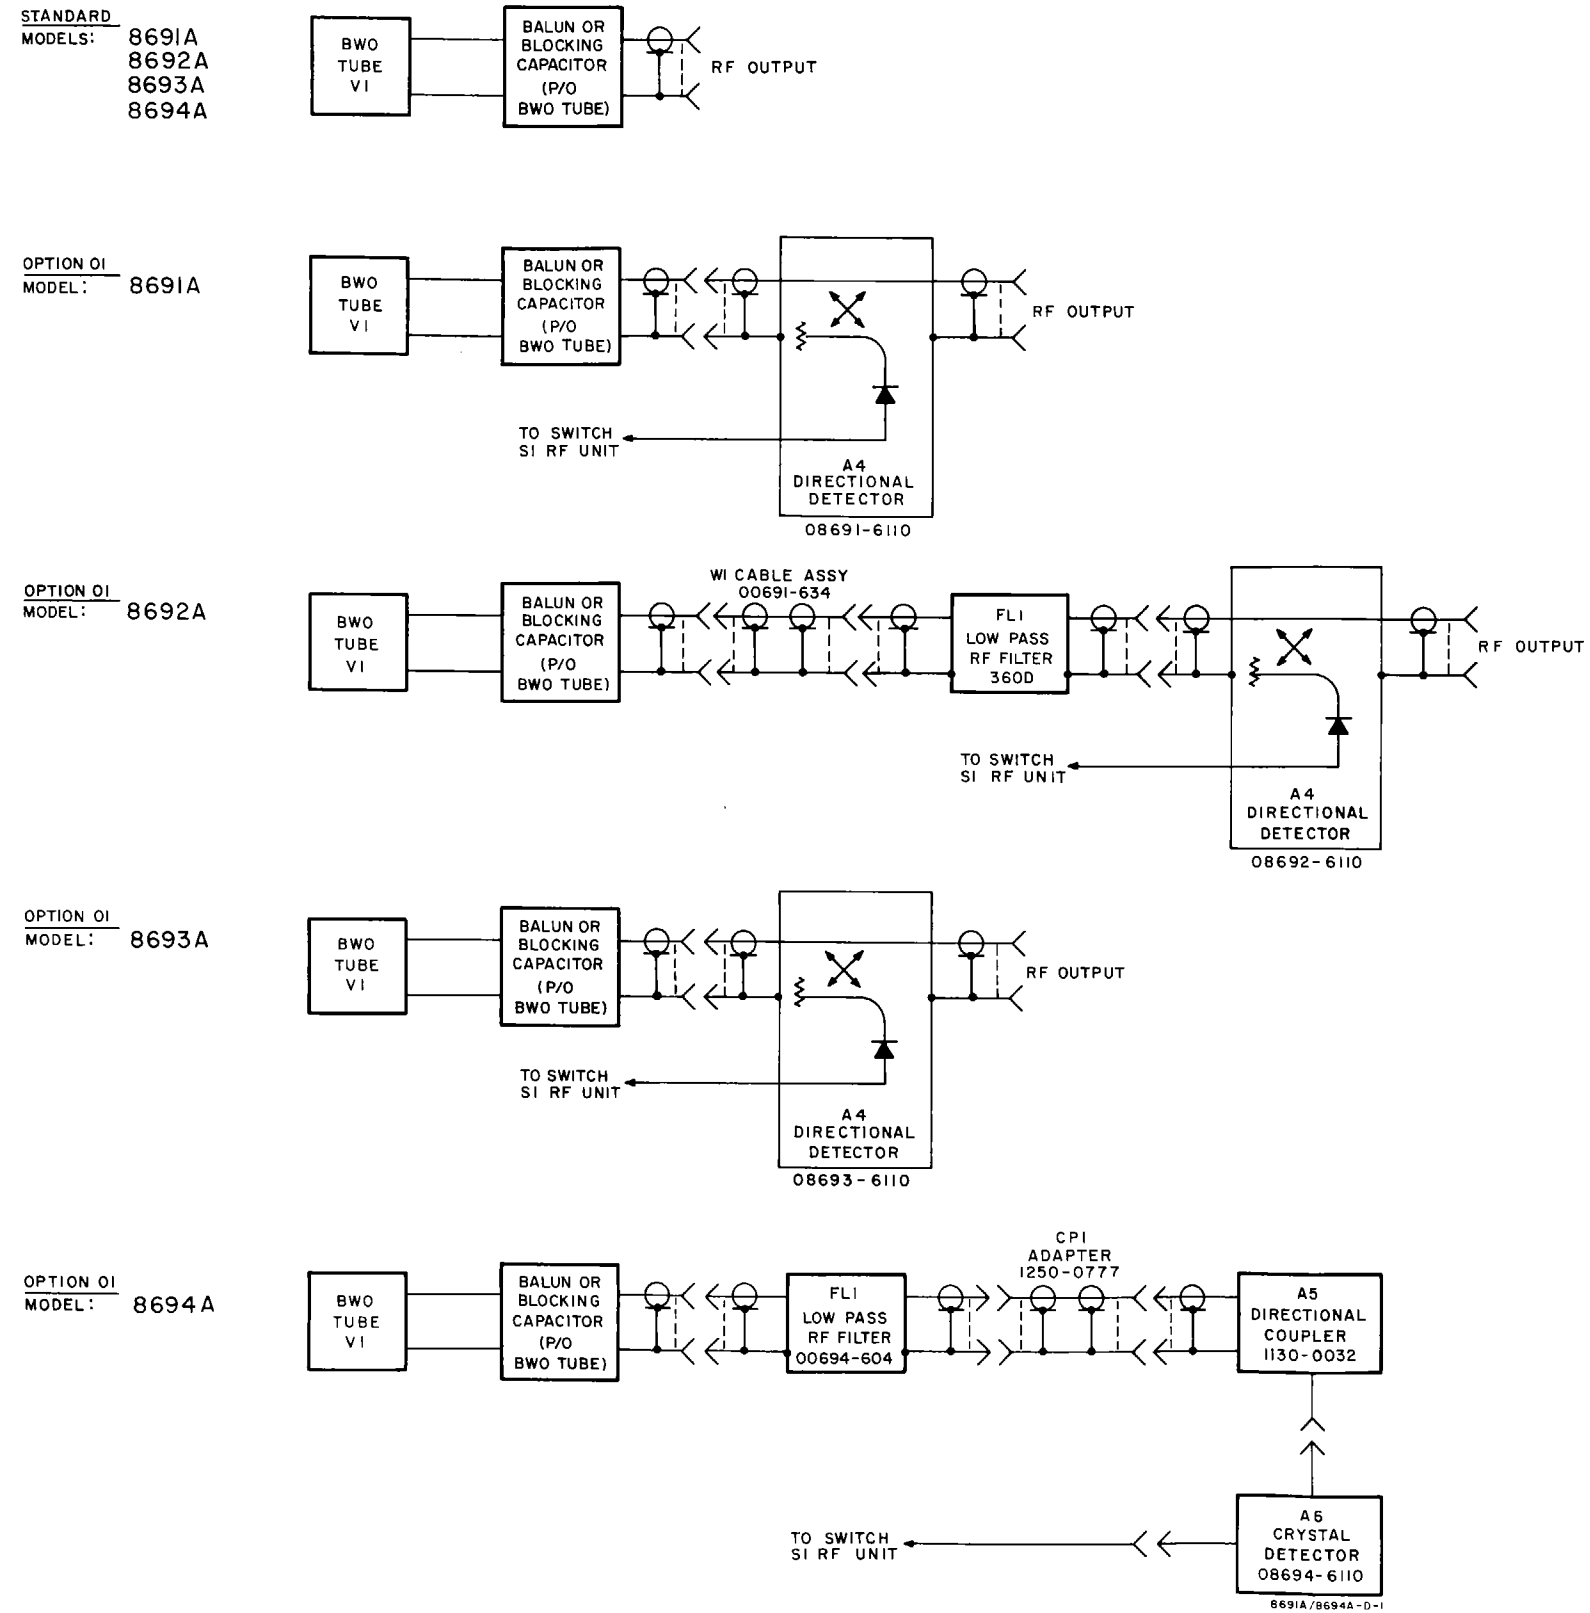 STANDARD
MODELS: 8691A
8692A
8693A
8694A
BWO
TUBE
V1
BALUN OR
BLOCKING
CAPACITOR
(P/O
BWO TUBE)
RF OUTPUT
OPTION 01
MODEL: 8691A
BWO
TUBE
V1
BALUN OR
BLOCKING
CAPACITOR
(P/O
BWO TUBE)
RF OUTPUT
TO SWITCH
S1 RF UNIT
A4
DIRECTIONAL
DETECTOR
08691-6110
OPTION 01
MODEL: 8692A
BWO
TUBE
V1
BALUN OR
BLOCKING
CAPACITOR
(P/O
BWO TUBE)
W1 CABLE ASSY
00691-634
FL1
LOW PASS
RF FILTER
360D
RF OUTPUT
TO SWITCH
S1 RF UNIT
A4
DIRECTIONAL
DETECTOR
08692-6110
OPTION 01
MODEL: 8693A
BWO
TUBE
V1
BALUN OR
BLOCKING
CAPACITOR
(P/O
BWO TUBE)
RF OUTPUT
TO SWITCH
S1 RF UNIT
A4
DIRECTIONAL
DETECTOR
08693-6110
OPTION 01
MODEL: 8694A
BWO
TUBE
V1
BALUN OR
BLOCKING
CAPACITOR
(P/O
BWO TUBE)
FL1
LOW PASS
RF FILTER
00694-604
CP1
ADAPTER
1250-0777
A5
DIRECTIONAL
COUPLER
1130-0032
TO SWITCH
S1 RF UNIT
A6
CRYSTAL
DETECTOR
08694-6110
8691A/8694A-D-1